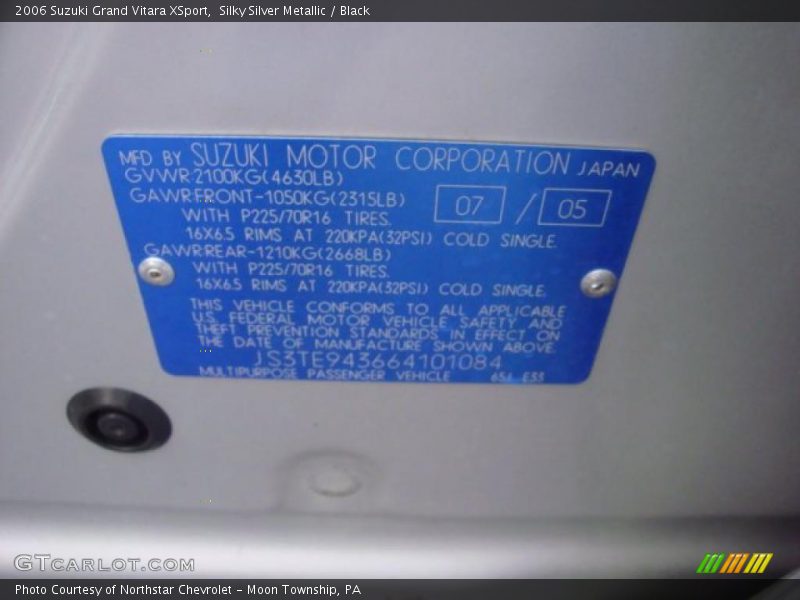 2006 Suzuki Grand Vitara XSport,  Silky Silver Metallic / Black
MFD BY SUZUKI MOTOR CORPORATION JAPAN
GVWR:2100KG(4630LB)
GAWR:FRONT-1050KG(2315LB) 07 / 05
WITH P225/70R16 TIRES.
16X6.5 RIMS AT 220KPA(32PSI) COLD SINGLE.
GAWR:REAR-1210KG(2668LB)
WITH P225/70R16 TIRES.
16X6.5 RIMS AT 220KPA(32PSI) COLD SINGLE.
THIS VEHICLE CONFORMS TO ALL APPLICABLE
U.S. FEDERAL MOTOR VEHICLE SAFETY AND
THEFT PREVENTION STANDARDS IN EFFECT ON
THE DATE OF MANUFACTURE SHOWN ABOVE.
JS3TE943664101084
MULTIPURPOSE PASSENGER VEHICLE
GTCARLOT.COM
Photo Courtesy of Northstar Chevrolet - Moon Township, PA